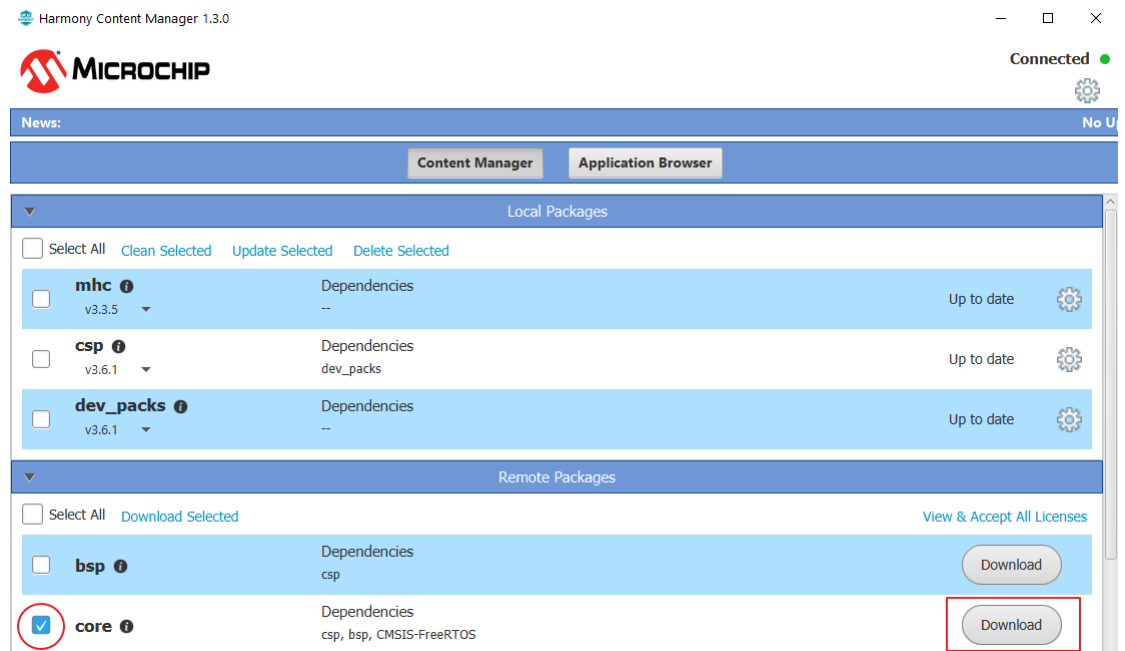 Harmony Content Manager 1.3.0
MICROCHIP
Connected
News:
No U
Content Manager
Application Browser
Local Packages
Select All
Clean Selected
Update Selected
Delete Selected
mhc
Dependencies
v3.3.5
--
Up to date
csp
Dependencies
v3.6.1
dev_packs
Up to date
dev_packs
Dependencies
v3.6.1
--
Up to date
Remote Packages
Select All
Download Selected
View & Accept All Licenses
bsp
Dependencies
csp
Download
core
Dependencies
csp, bsp, CMSIS-FreeRTOS
Download